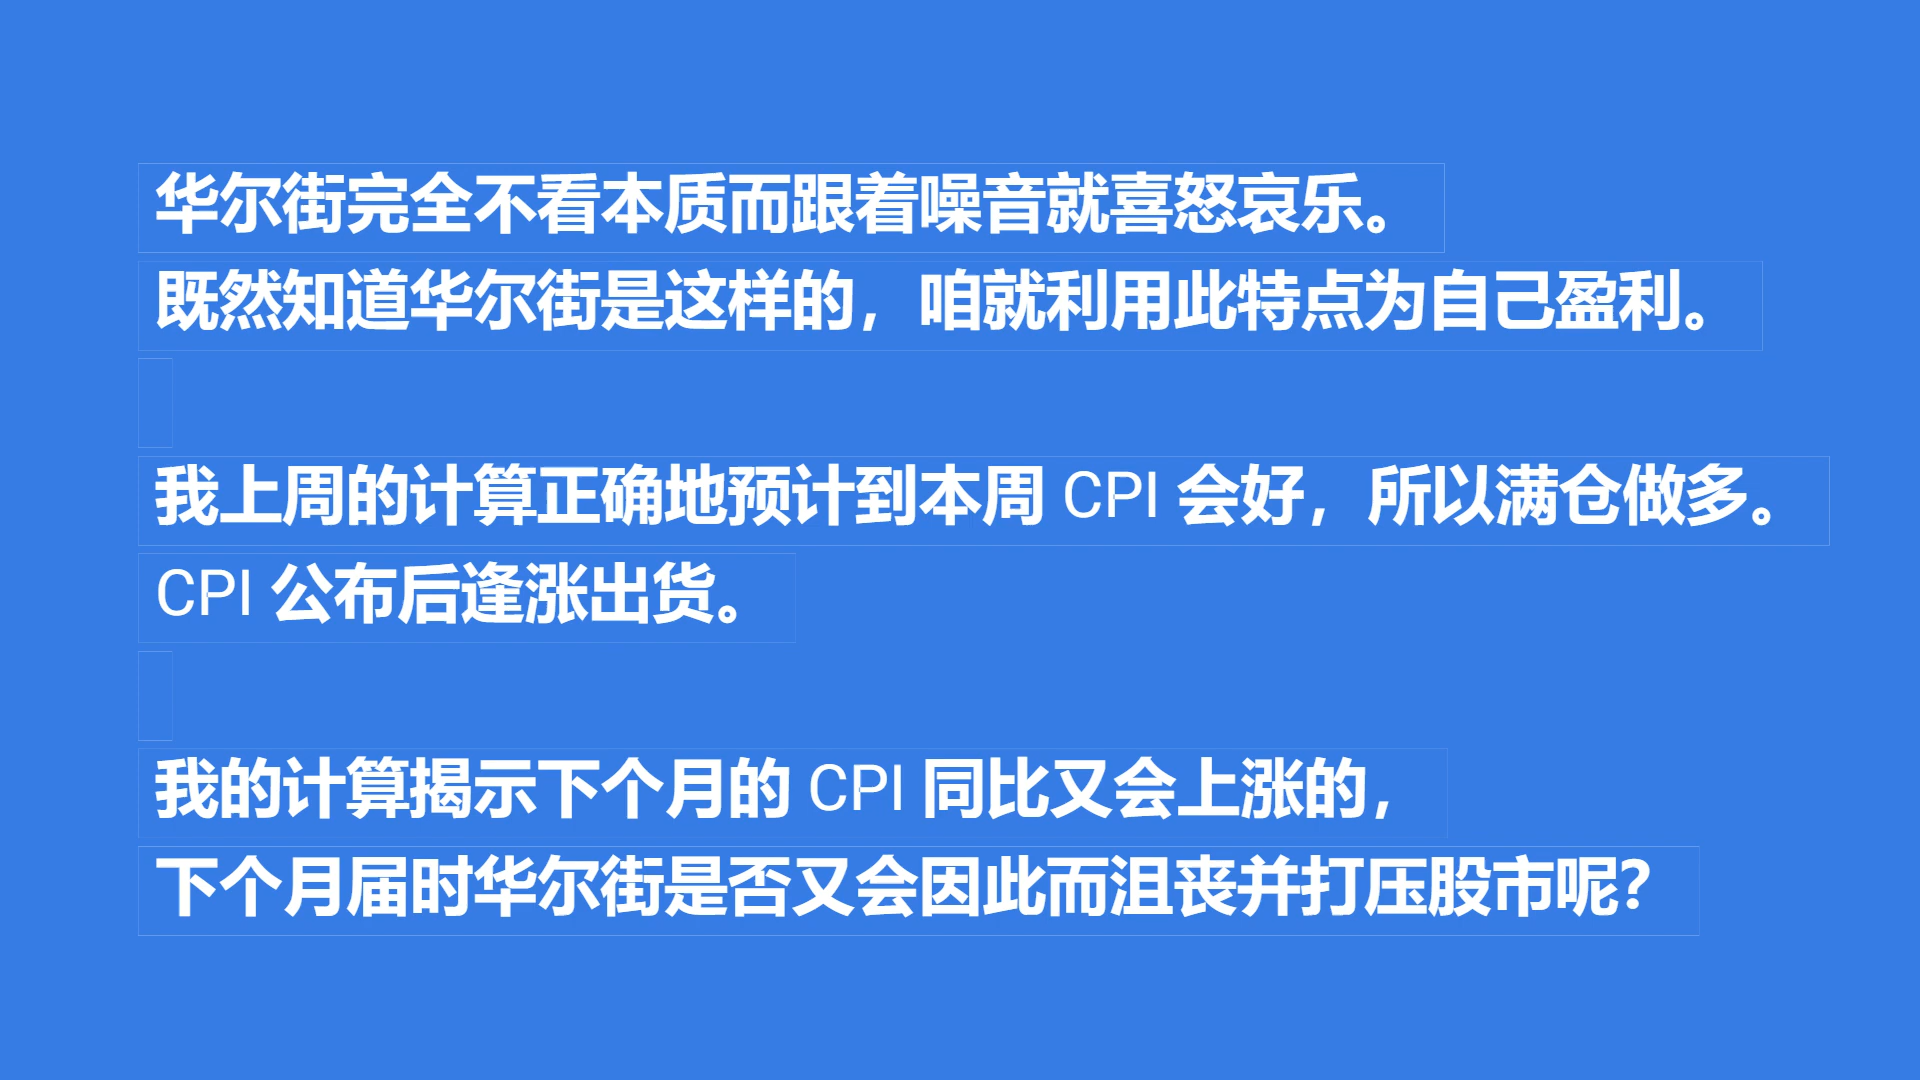 华尔街完全不看本质而跟着噪音就喜怒哀乐。
既然知道华尔街是这样的，咱就利用此特点为自己盈利。
我上周的计算正确地预计到本周 CPI 会好，所以满仓做多。
CPI 公布后逢涨出货。
我的计算揭示下个月的 CPI 同比又会上涨的，
下个月届时华尔街是否又会因此而沮丧并打压股市呢？